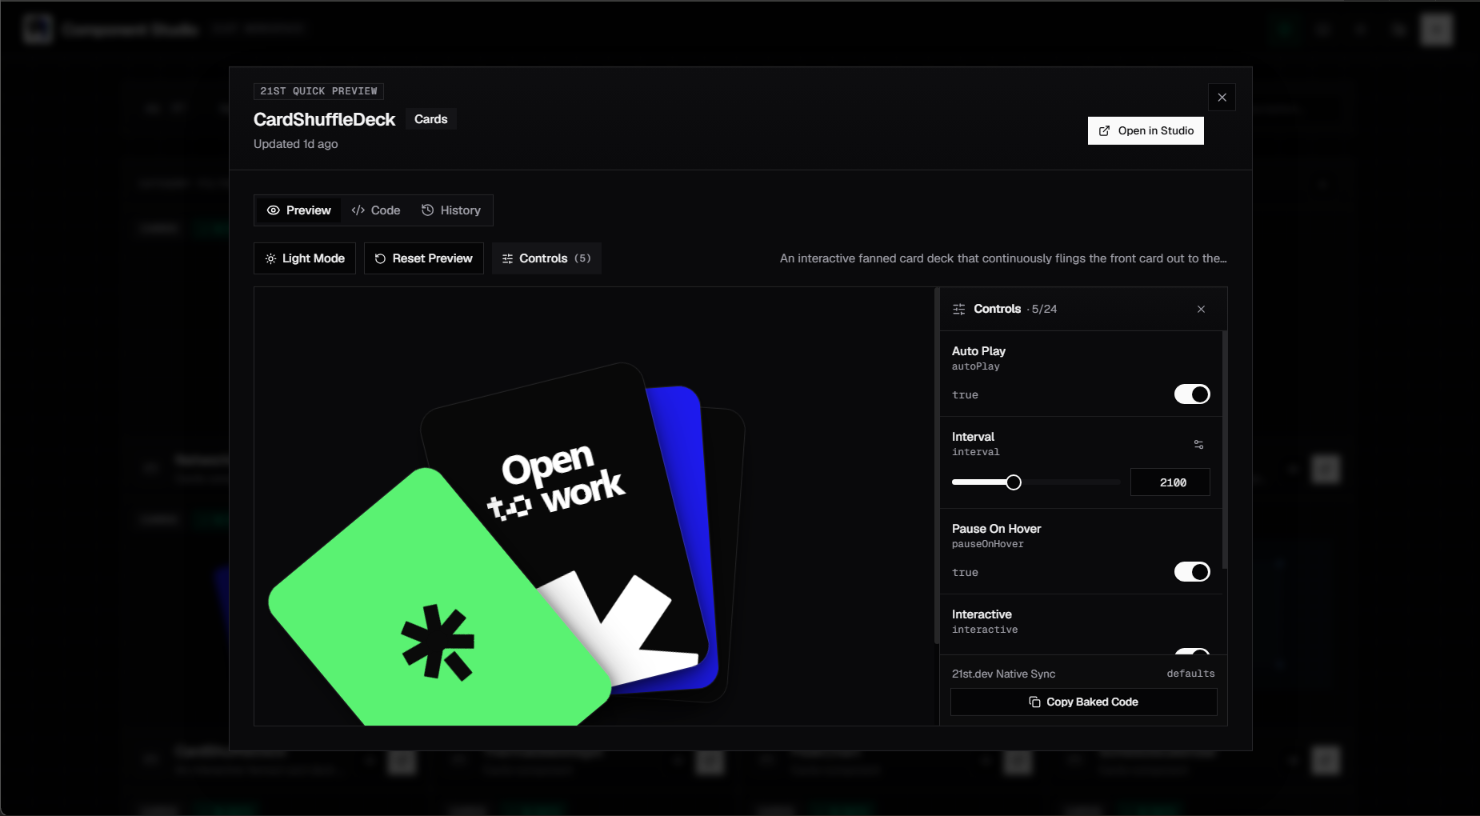 Component Studio
21ST QUICK PREVIEW
CardShuffleDeck Cards
Updated 1d ago
Open in Studio
Preview Code History
Light Mode Reset Preview Controls (5) An interactive fanned card deck that continuously flings the front card out to the...
Controls · 5/24
Auto Play
autoPlay
true
Interval
interval
2100
Pause On Hover
pauseOnHover
true
Interactive
interactive
21st.dev Native Sync defaults
Copy Baked Code
Open
to work